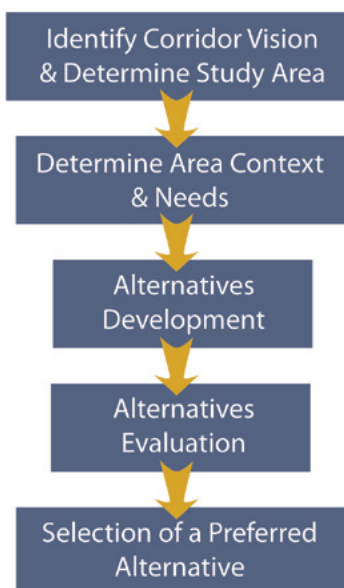 Identify Corridor Vision
& Determine Study Area
Determine Area Context
& Needs
Alternatives
Development
Alternatives
Evaluation
Selection of a Preferred
Alternative